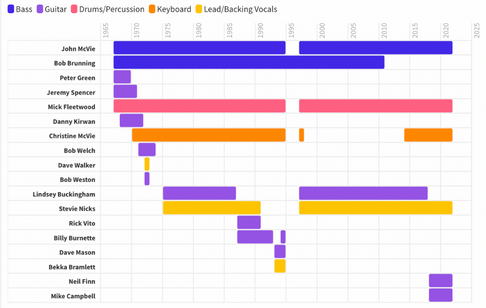 Bass Guitar Drums/Percussion Keyboard Lead/Backing Vocals
1965 1970 1975 1980 1985 1990 1995 2000 2005 2010 2015 2020 2025
John McVie
Bob Brunning
Peter Green
Jeremy Spencer
Mick Fleetwood
Danny Kirwan
Christine McVie
Bob Welch
Dave Walker
Bob Weston
Lindsey Buckingham
Stevie Nicks
Rick Vito
Billy Burnette
Dave Mason
Bekka Bramlett
Neil Finn
Mike Campbell